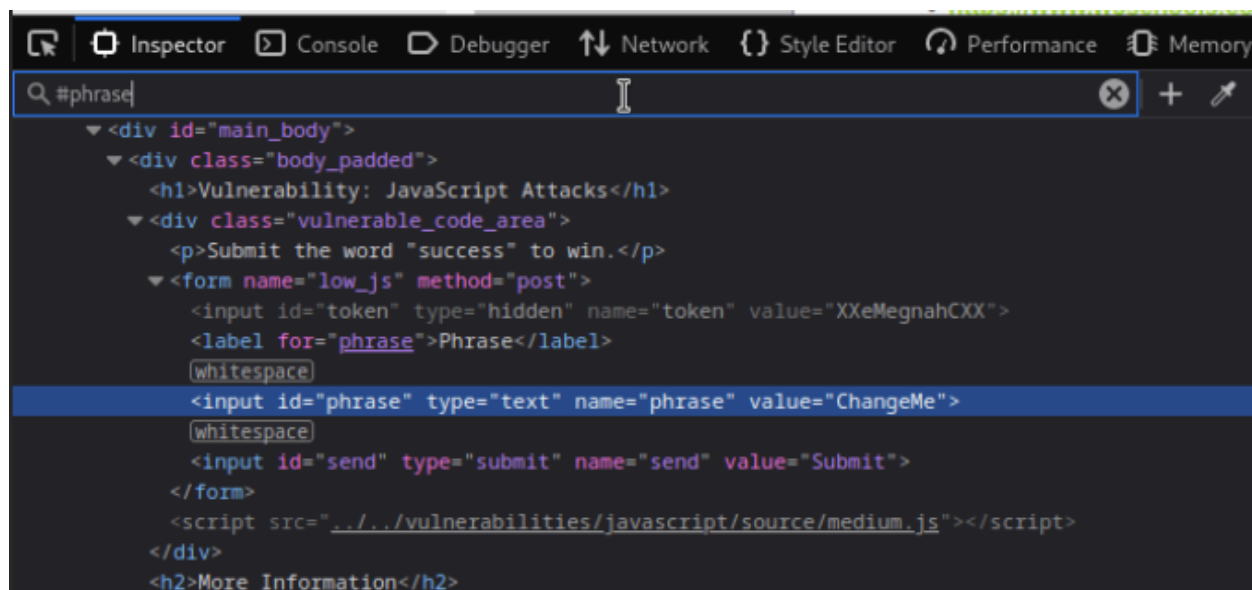 Inspector Console Debugger Network {} Style Editor Performance Memory
#phrase
<div id="main_body">
<div class="body_padded">
<h1>Vulnerability: JavaScript Attacks</h1>
<div class="vulnerable_code_area">
<p>Submit the word "success" to win.</p>
<form name="low_js" method="post">
<input id="token" type="hidden" name="token" value="XXeMegnahCXX">
<label for="phrase">Phrase</label>
whitespace
<input id="phrase" type="text" name="phrase" value="ChangeMe">
whitespace
<input id="send" type="submit" name="send" value="Submit">
</form>
<script src="../../vulnerabilities/javascript/source/medium.js"></script>
</div>
<h2>More Information</h2>